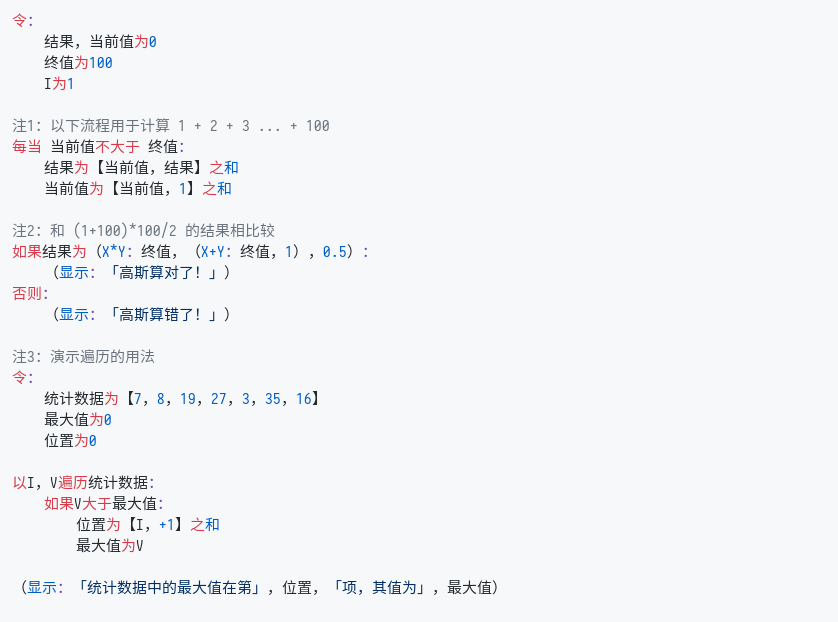 令：
    结果，当前值为0
    终值为100
    I为1
注1：以下流程用于计算 1 + 2 + 3 ... + 100
每当 当前值不大于 终值：
    结果为【当前值，结果】之和
    当前值为【当前值，1】之和
注2：和 (1+100)*100/2 的结果相比较
如果结果为（X*Y：终值，（X+Y：终值，1），0.5）：
    （显示：「高斯算对了！」）
否则：
    （显示：「高斯算错了！」）
注3：演示遍历的用法
令：
    统计数据为【7，8，19，27，3，35，16】
    最大值为0
    位置为0
以I，V遍历统计数据：
    如果V大于最大值：
        位置为【I，+1】之和
        最大值为V
（显示：「统计数据中的最大值在第」，位置，「项，其值为」，最大值）